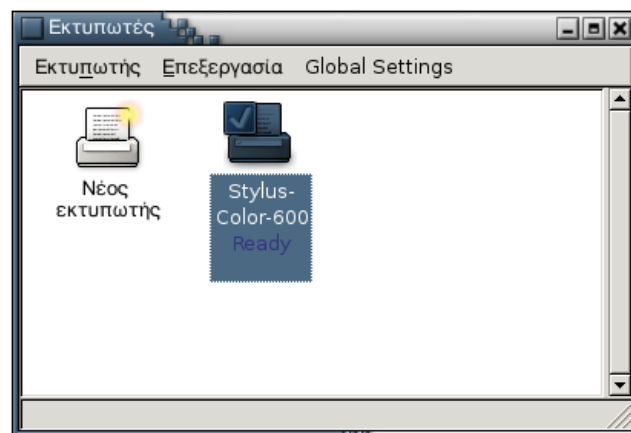 Εκτυπωτές
Εκτυπωτής Επεξεργασία Global Settings
Νέος
εκτυπωτής
Stylus-
Color-600
Ready